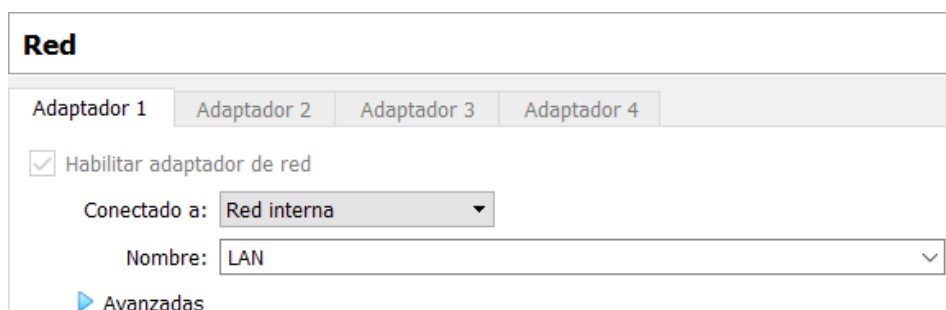 Red
Adaptador 1 Adaptador 2 Adaptador 3 Adaptador 4
Habilitar adaptador de red
Conectado a: Red interna
Nombre: LAN
Avanzadas